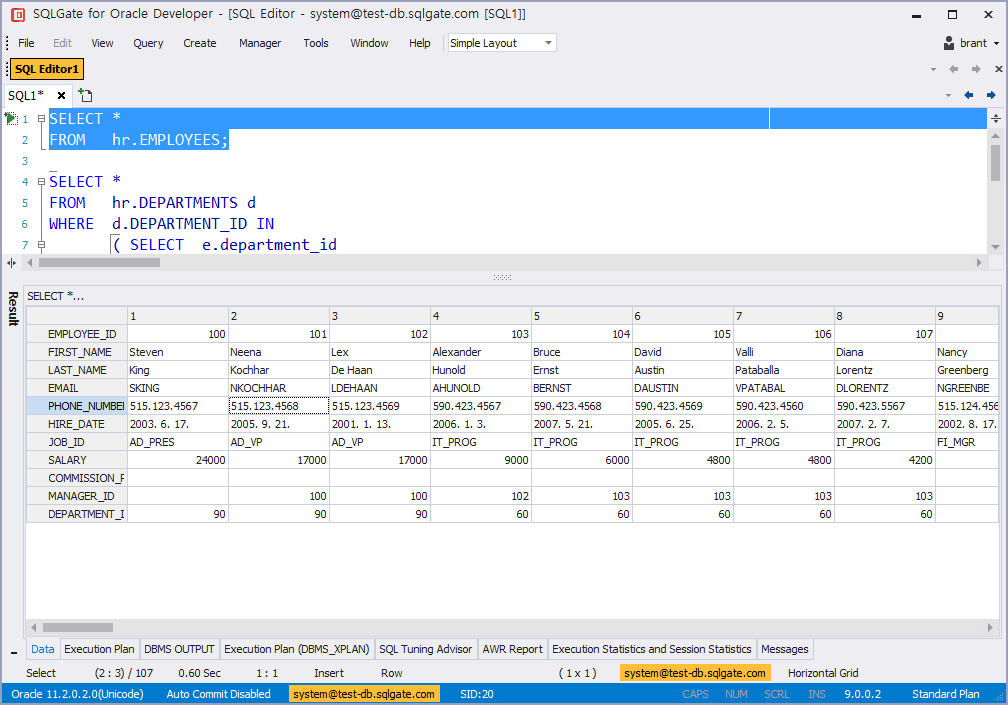 SQLGate for Oracle Developer - [SQL Editor - system@test-db.sqlgate.com [SQL1]]
File Edit View Query Create Manager Tools Window Help Simple Layout brant
SQL Editor1
SQL1*
1 SELECT *
2 FROM hr.EMPLOYEES;
3
4 SELECT *
5 FROM hr.DEPARTMENTS d
6 WHERE d.DEPARTMENT_ID IN
7 ( SELECT e.department_id
Result
SELECT *...
1 2 3 4 5 6 7 8 9
EMPLOYEE_ID 100 101 102 103 104 105 106 107
FIRST_NAME Steven Neena Lex Alexander Bruce David Valli Diana Nancy
LAST_NAME King Kochhar De Haan Hunold Ernst Austin Pataballa Lorentz Greenberg
EMAIL SKING NKOCHHAR LDEHAAN AHUNOLD BERNST DAUSTIN VPATABAL DLORENTZ NGREENBE
PHONE_NUMBER 515.123.4567 515.123.4568 515.123.4569 590.423.4567 590.423.4568 590.423.4569 590.423.4560 590.423.5567 515.124.456
HIRE_DATE 2003. 6. 17. 2005. 9. 21. 2001. 1. 13. 2006. 1. 3. 2007. 5. 21. 2005. 6. 25. 2006. 2. 5. 2007. 2. 7. 2002. 8. 17.
JOB_ID AD_PRES AD_VP AD_VP IT_PROG IT_PROG IT_PROG IT_PROG IT_PROG FI_MGR
SALARY 24000 17000 17000 9000 6000 4800 4800 4200
COMMISSION_F
MANAGER_ID 100 100 102 103 103 103 103
DEPARTMENT_I 90 90 90 60 60 60 60 60
Data Execution Plan DBMS OUTPUT Execution Plan (DBMS_XPLAN) SQL Tuning Advisor AWR Report Execution Statistics and Session Statistics Messages
Select (2 : 3) / 107 0.60 Sec 1 : 1 Insert Row ( 1 x 1 ) system@test-db.sqlgate.com Horizontal Grid
Oracle 11.2.0.2.0(Unicode) Auto Commit Disabled system@test-db.sqlgate.com SID:20 CAPS NUM SCRL INS 9.0.0.2 Standard Plan